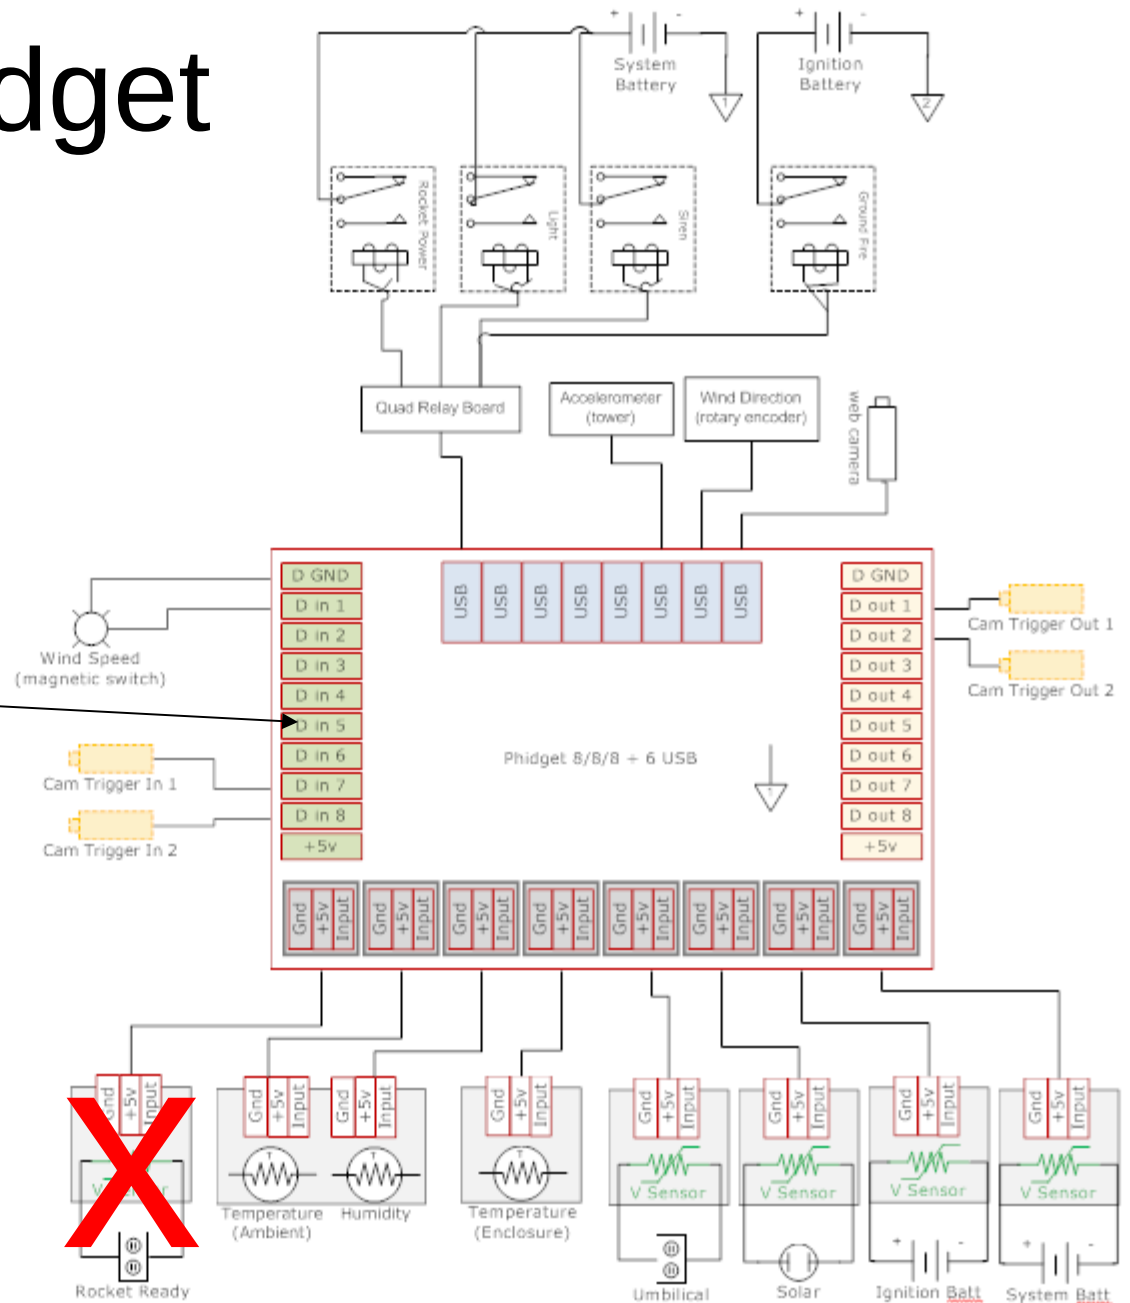 dget
+ -
System
Battery
+ -
Ignition
Battery
1
2
Rocket Power
Light
Siren
Ground Fire
Quad Relay Board
Accelerometer
(tower)
Wind Direction
(rotary encoder)
web camera
D GND
D in 1
D in 2
D in 3
D in 4
D in 5
D in 6
D in 7
D in 8
+5v
USB USB USB USB USB USB USB USB
D GND
D out 1
D out 2
D out 3
D out 4
D out 5
D out 6
D out 7
D out 8
+5v
Wind Speed
(magnetic switch)
Cam Trigger In 1
Cam Trigger In 2
Cam Trigger Out 1
Cam Trigger Out 2
Phidget 8/8/8 + 6 USB
1
Gnd +5v Input Gnd +5v Input Gnd +5v Input Gnd +5v Input Gnd +5v Input Gnd +5v Input Gnd +5v Input Gnd +5v Input
Gnd +5v Input
X
Rocket Ready
Gnd +5v Input
T
Temperature
(Ambient)
Gnd +5v Input
T
Humidity
Gnd +5v Input
T
Temperature
(Enclosure)
Gnd +5v Input
V Sensor
Umbilical
Gnd +5v Input
V Sensor
Solar
Gnd +5v Input
V Sensor
+ -
Ignition Batt
Gnd +5v Input
V Sensor
+ -
System Batt